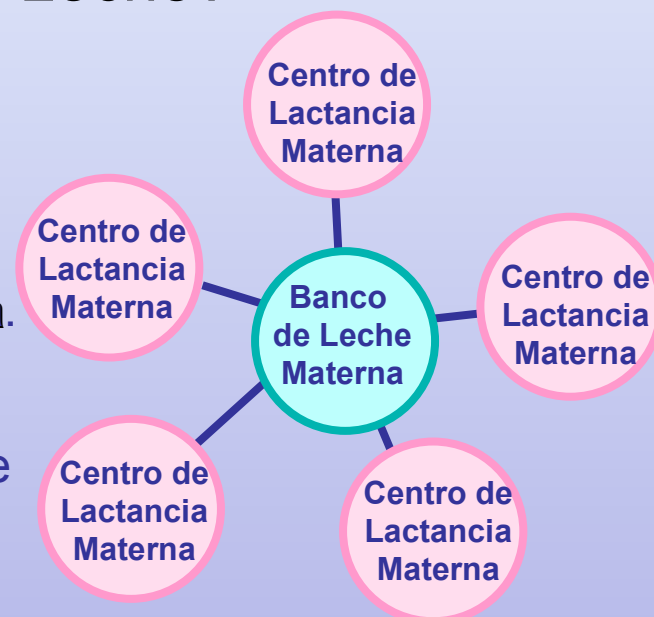 Centro de
Lactancia
Materna
Centro de
Lactancia
Materna
Banco
de Leche
Materna
Centro de
Lactancia
Materna
a.
e
Centro de
Lactancia
Materna
Centro de
Lactancia
Materna